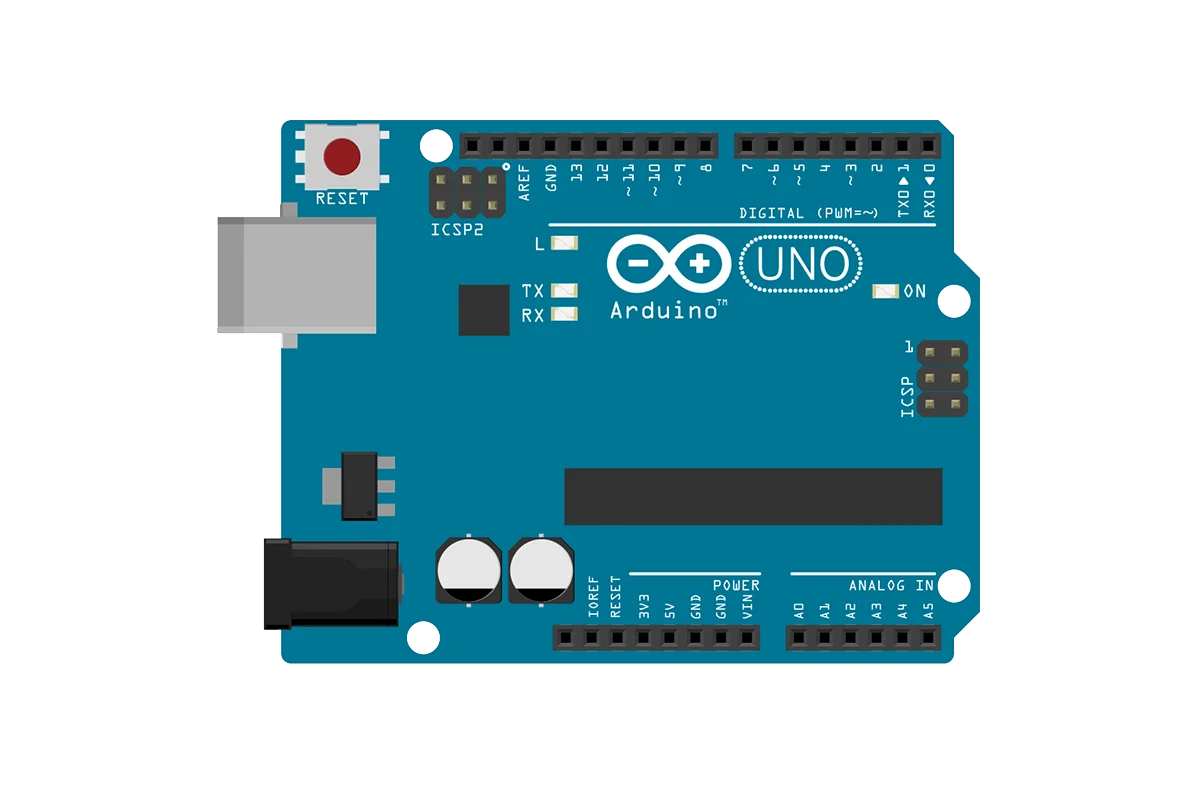 RESET
ICSP2
AREF
GND
13
12
~11
~10
~9
8
7
~6
~5
4
~3
2
TXO▶1
RXO◀0
DIGITAL (PWM=~)
L
TX
RX
Arduino™
UNO
ON
1
ICSP
POWER
ANALOG IN
IOREF
RESET
3V3
5V
GND
GND
VIN
A0
A1
A2
A3
A4
A5